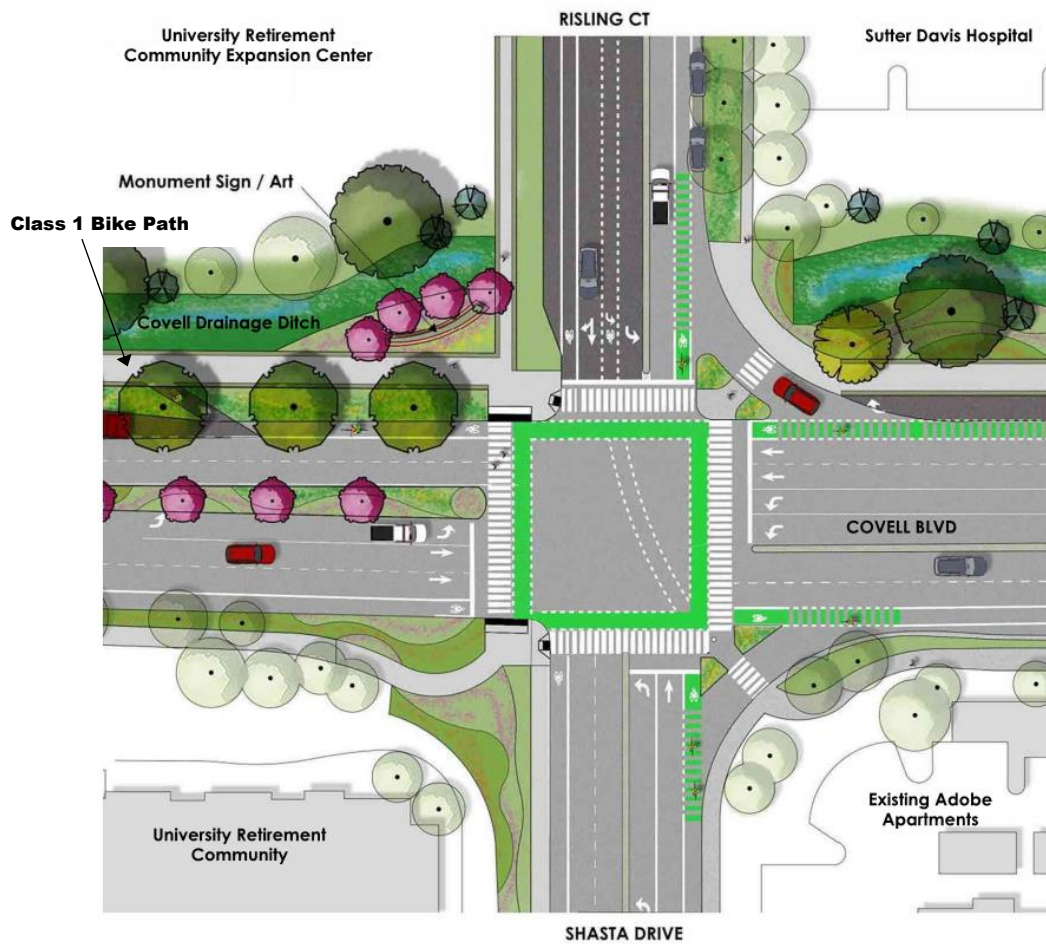 RISLING CT
University Retirement
Community Expansion Center
Sutter Davis Hospital
Monument Sign / Art
Class 1 Bike Path
Covell Drainage Ditch
COVELL BLVD
University Retirement
Community
Existing Adobe
Apartments
SHASTA DRIVE